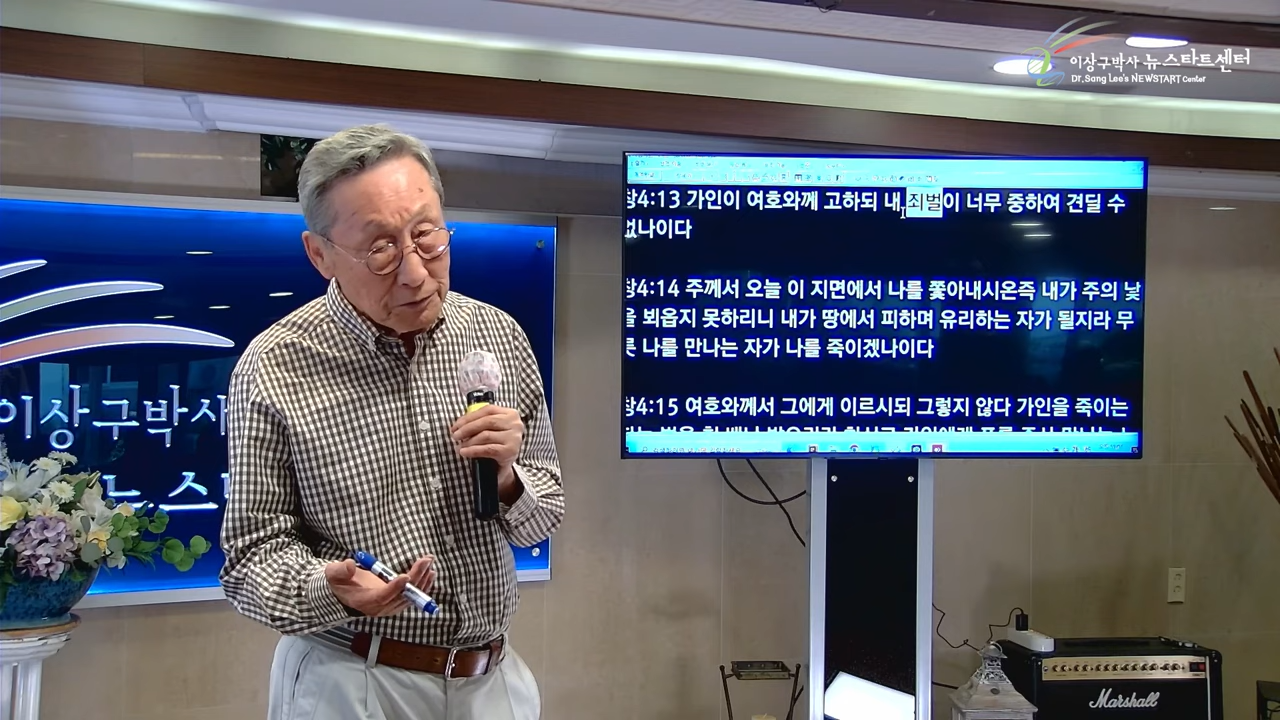 이상구박사 뉴스타트센터
Dr. Sang Lee's NEWSTART Center
창4:13 가인이 여호와께 고하되 내 죄벌이 너무 중하여 견딜 수
없나이다
창4:14 주께서 오늘 이 지면에서 나를 쫓아내시온즉 내가 주의 낯
을 뵈옵지 못하리니 내가 땅에서 피하며 유리하는 자가 될지라 무
릇 나를 만나는 자가 나를 죽이겠나이다
창4:15 여호와께서 그에게 이르시되 그렇지 않다 가인을 죽이는
이상구박사
뉴스
Marshall